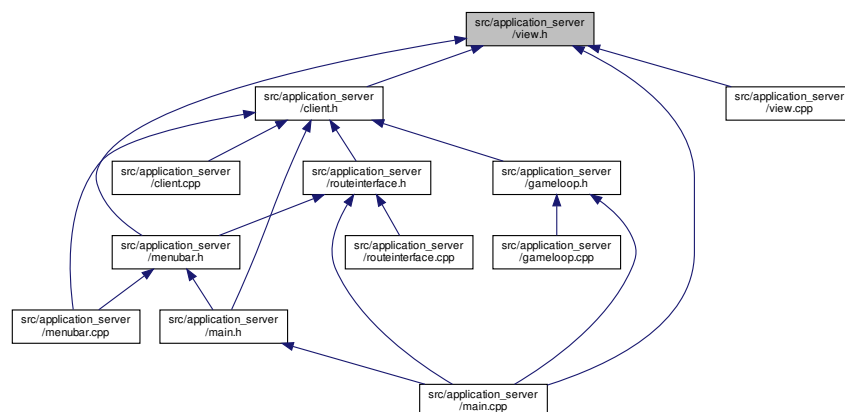 src/application_server
/view.h
src/application_server
/client.h
src/application_server
/view.cpp
src/application_server
/client.cpp
src/application_server
/routeinterface.h
src/application_server
/gameloop.h
src/application_server
/menubar.h
src/application_server
/routeinterface.cpp
src/application_server
/gameloop.cpp
src/application_server
/menubar.cpp
src/application_server
/main.h
src/application_server
/main.cpp